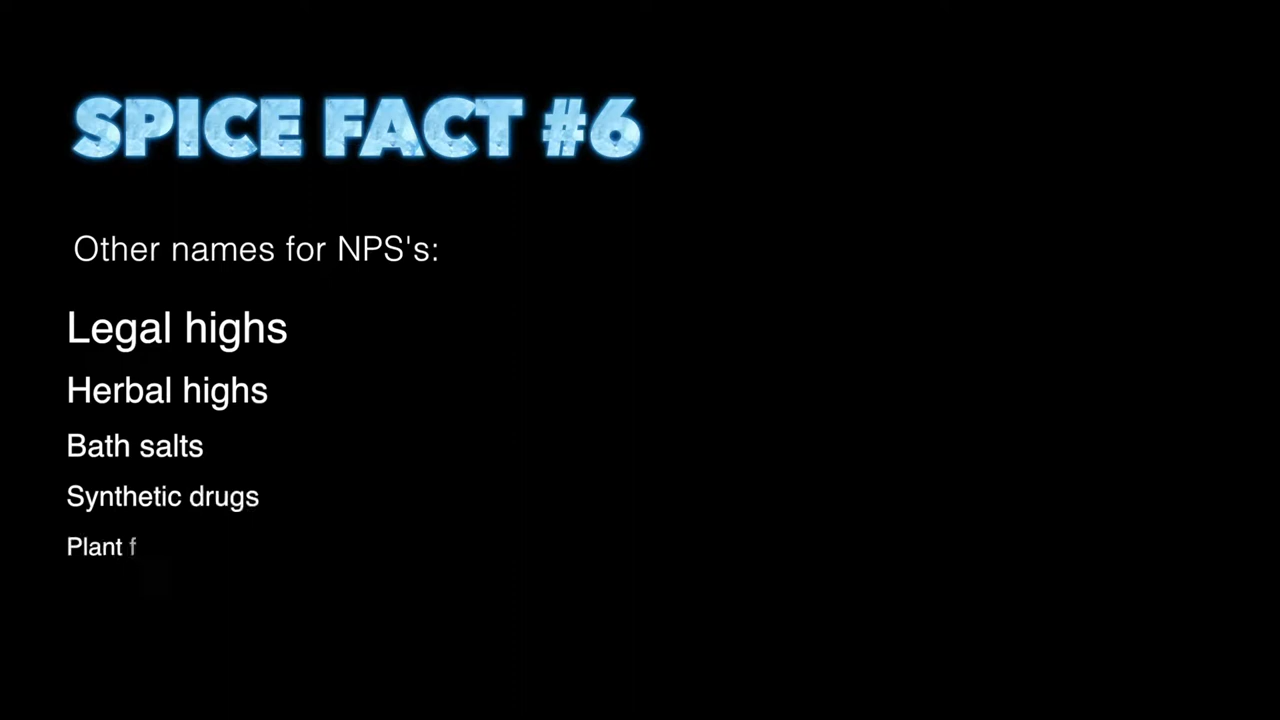 SPICE FACT #6
Other names for NPS's:
Legal highs
Herbal highs
Bath salts
Synthetic drugs
Plant f